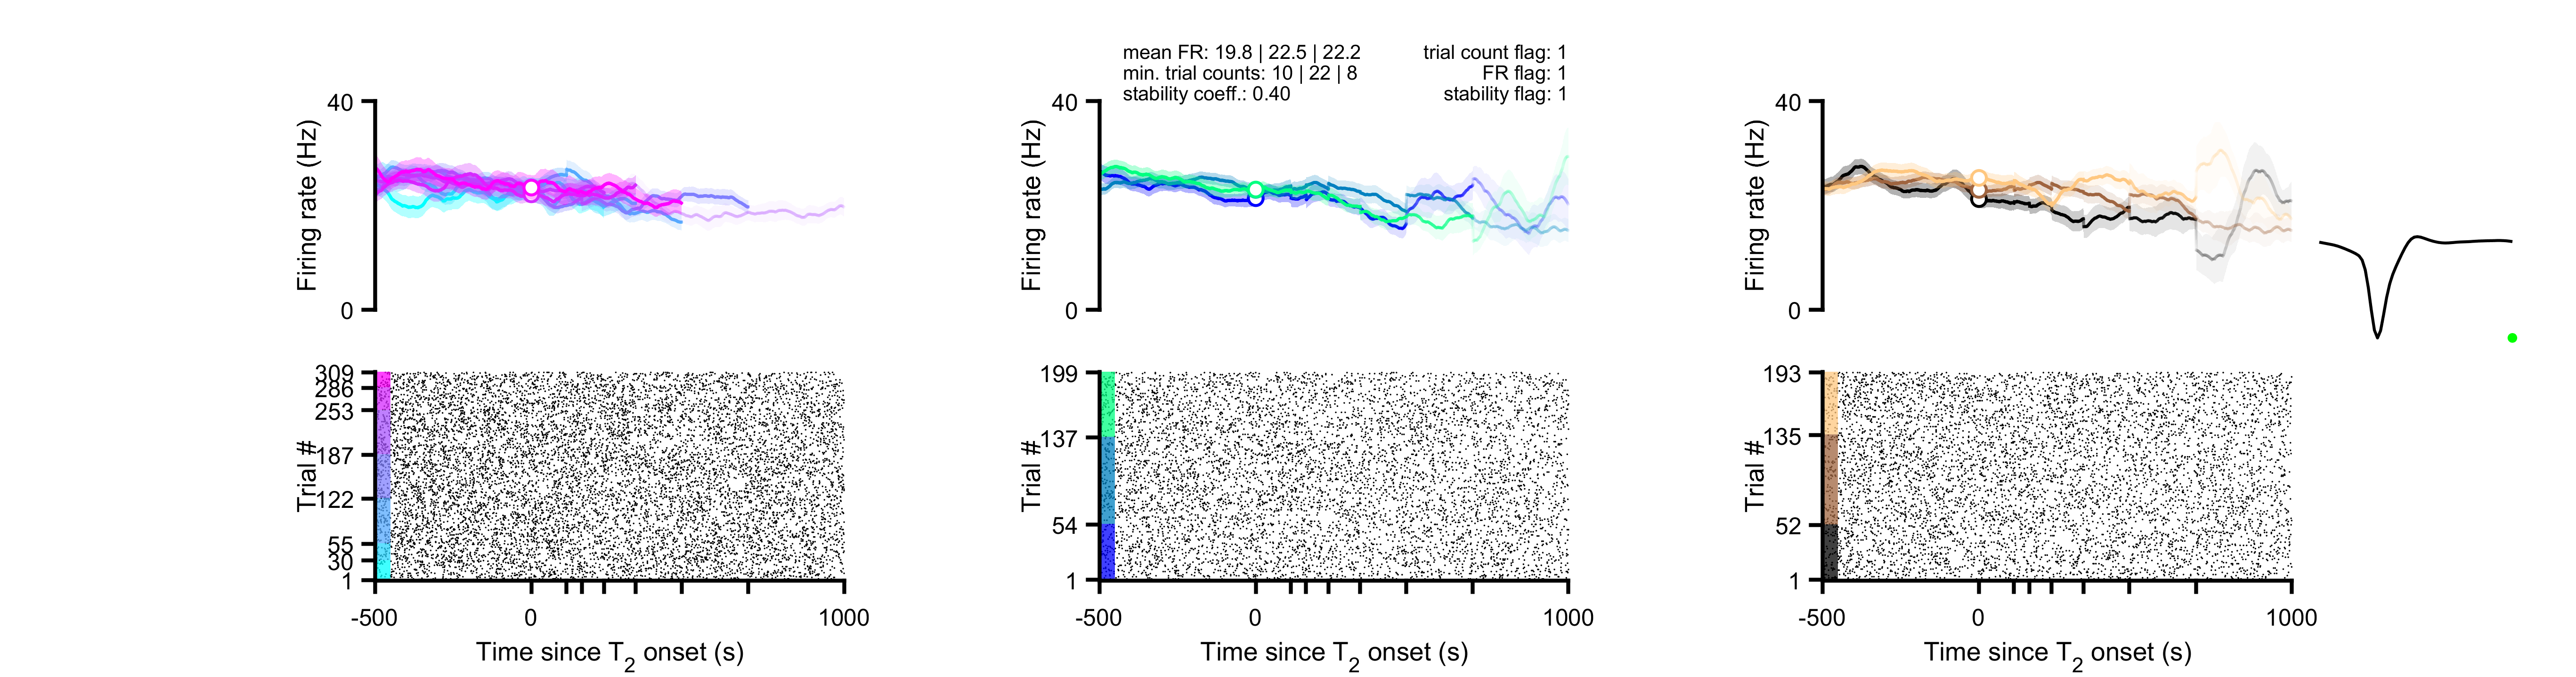 mean FR: 19.8 | 22.5 | 22.2
min. trial counts: 10 | 22 | 8
stability coeff.: 0.40
trial count flag: 1
FR flag: 1
stability flag: 1
40
Firing rate (Hz)
0
40
Firing rate (Hz)
0
40
Firing rate (Hz)
0
309
286
253
187
122
55
30
1
Trial #
-500
0
1000
Time since T2 onset (s)
199
137
54
1
Trial #
-500
0
1000
Time since T2 onset (s)
193
135
52
1
Trial #
-500
0
1000
Time since T2 onset (s)